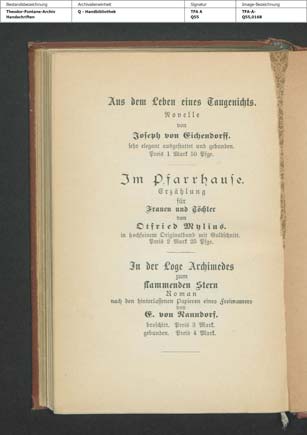 Bestandsbezeichnung Archivalieneinheit Signatur Image-Bezeichnung
Theodor-Fontane-Archiv Q - Handbibliothek TFA A TFA-A-
Handschriften Q55 Q55,0168
Aus dem Leben eines Taugenichts.
Novelle
von
Joseph von Eichendorff.
sehr elegant ausgestattet und gebunden.
Preis 1 Mark 50 Pfge.
Im Pfarrhause.
Erzählung
für
Frauen und Töchter
von
Otfried Mylius.
in hochfeinem Originalband mit Goldschnitt.
Preis 2 Mark 25 Pfge.
In der Loge Archimedes
zum
flammenden Stern
Roman
nach den hinterlassenen Papieren eines Freimaurers
von
E. von Nanndorf.
broschirt. Preis 3 Mark.
gebunden. Preis 4 Mark.